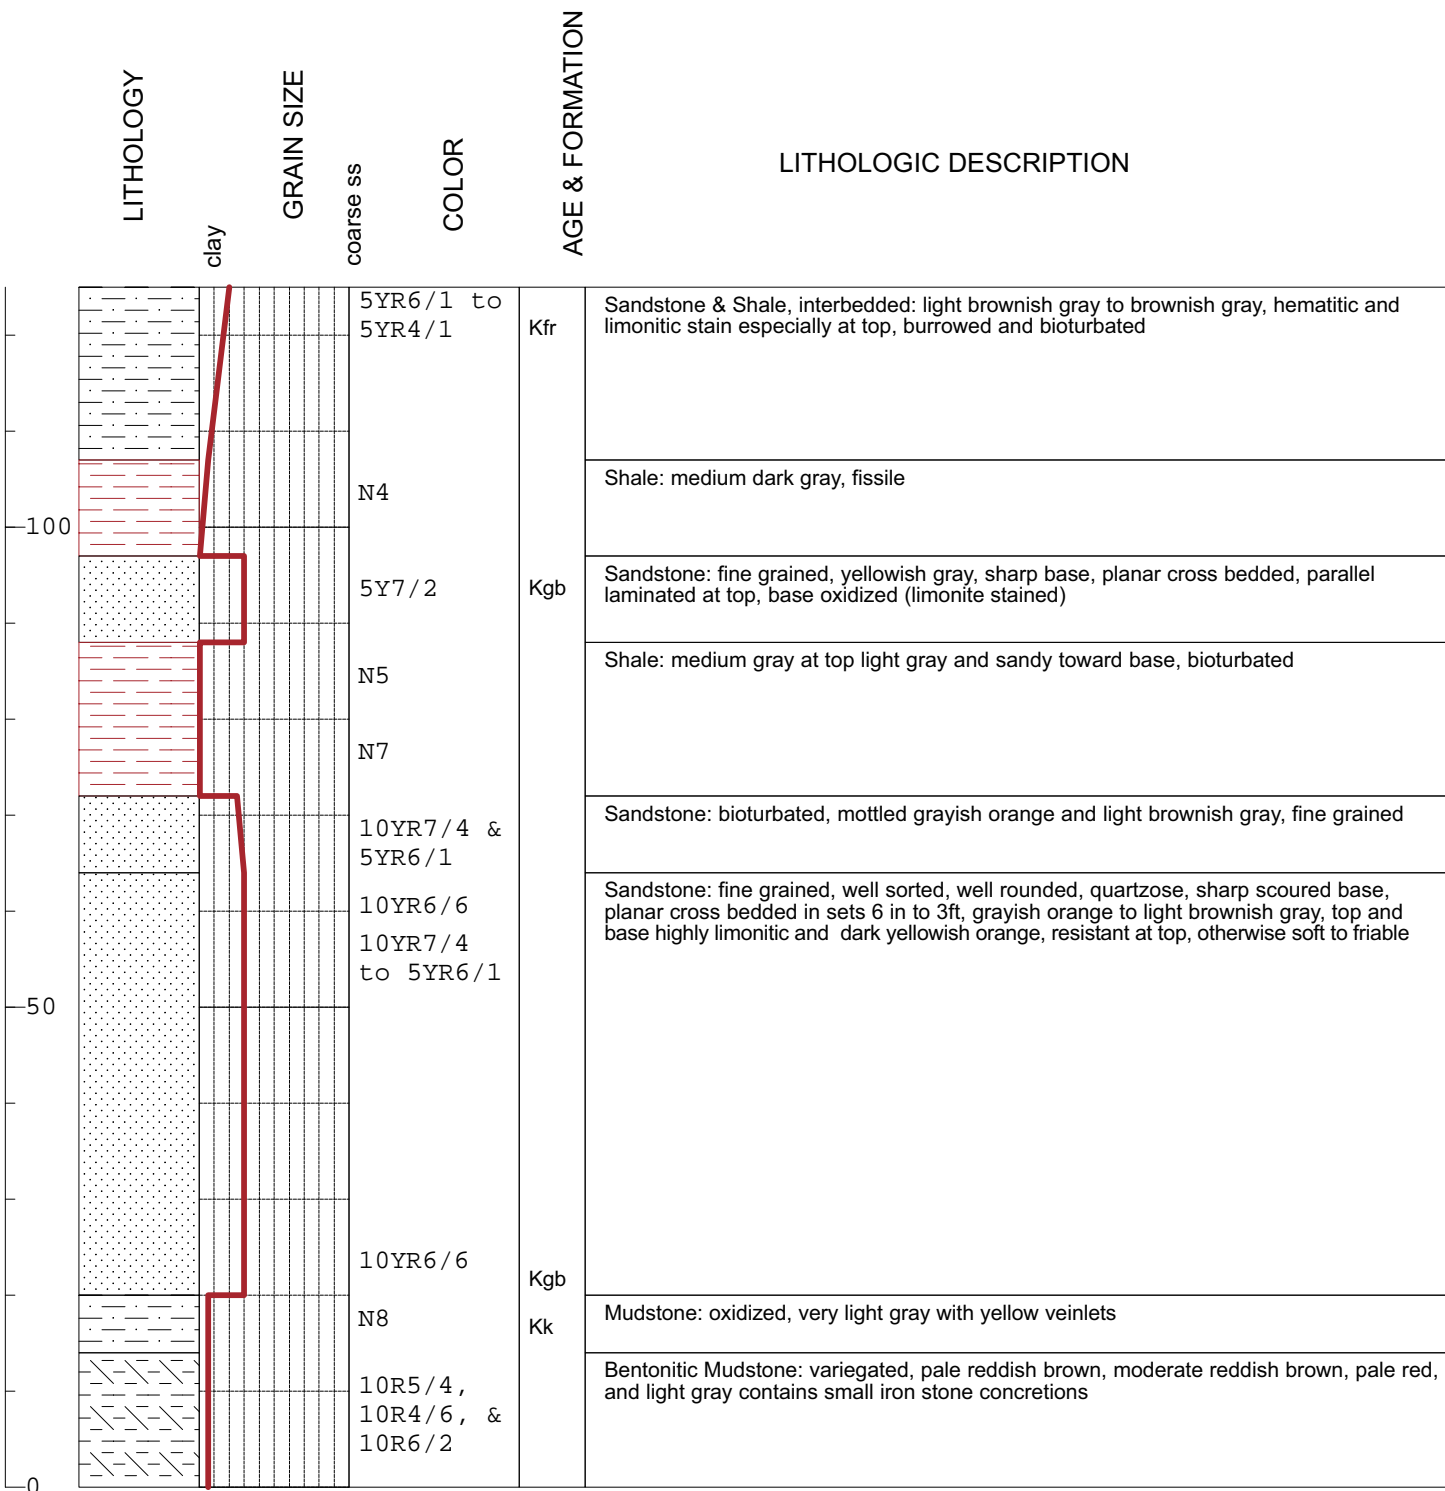 LITHOLOGY
clay
GRAIN SIZE
coarse ss
COLOR
AGE & FORMATION
LITHOLOGIC DESCRIPTION
5YR6/1 to
5YR4/1
Kfr
Sandstone & Shale, interbedded: light brownish gray to brownish gray, hematitic and
limonitic stain especially at top, burrowed and bioturbated
N4
Shale: medium dark gray, fissile
100
5Y7/2
Kgb
Sandstone: fine grained, yellowish gray, sharp base, planar cross bedded, parallel
laminated at top, base oxidized (limonite stained)
N5
Shale: medium gray at top light gray and sandy toward base, bioturbated
N7
10YR7/4 &
5YR6/1
Sandstone: bioturbated, mottled grayish orange and light brownish gray, fine grained
10YR6/6
10YR7/4
to 5YR6/1
Sandstone: fine grained, well sorted, well rounded, quartzose, sharp scoured base,
planar cross bedded in sets 6 in to 3ft, grayish orange to light brownish gray, top and
base highly limonitic and dark yellowish orange, resistant at top, otherwise soft to friable
50
10YR6/6
Kgb
N8
Kk
Mudstone: oxidized, very light gray with yellow veinlets
10R5/4,
10R4/6, &
10R6/2
Bentonitic Mudstone: variegated, pale reddish brown, moderate reddish brown, pale red,
and light gray contains small iron stone concretions
0